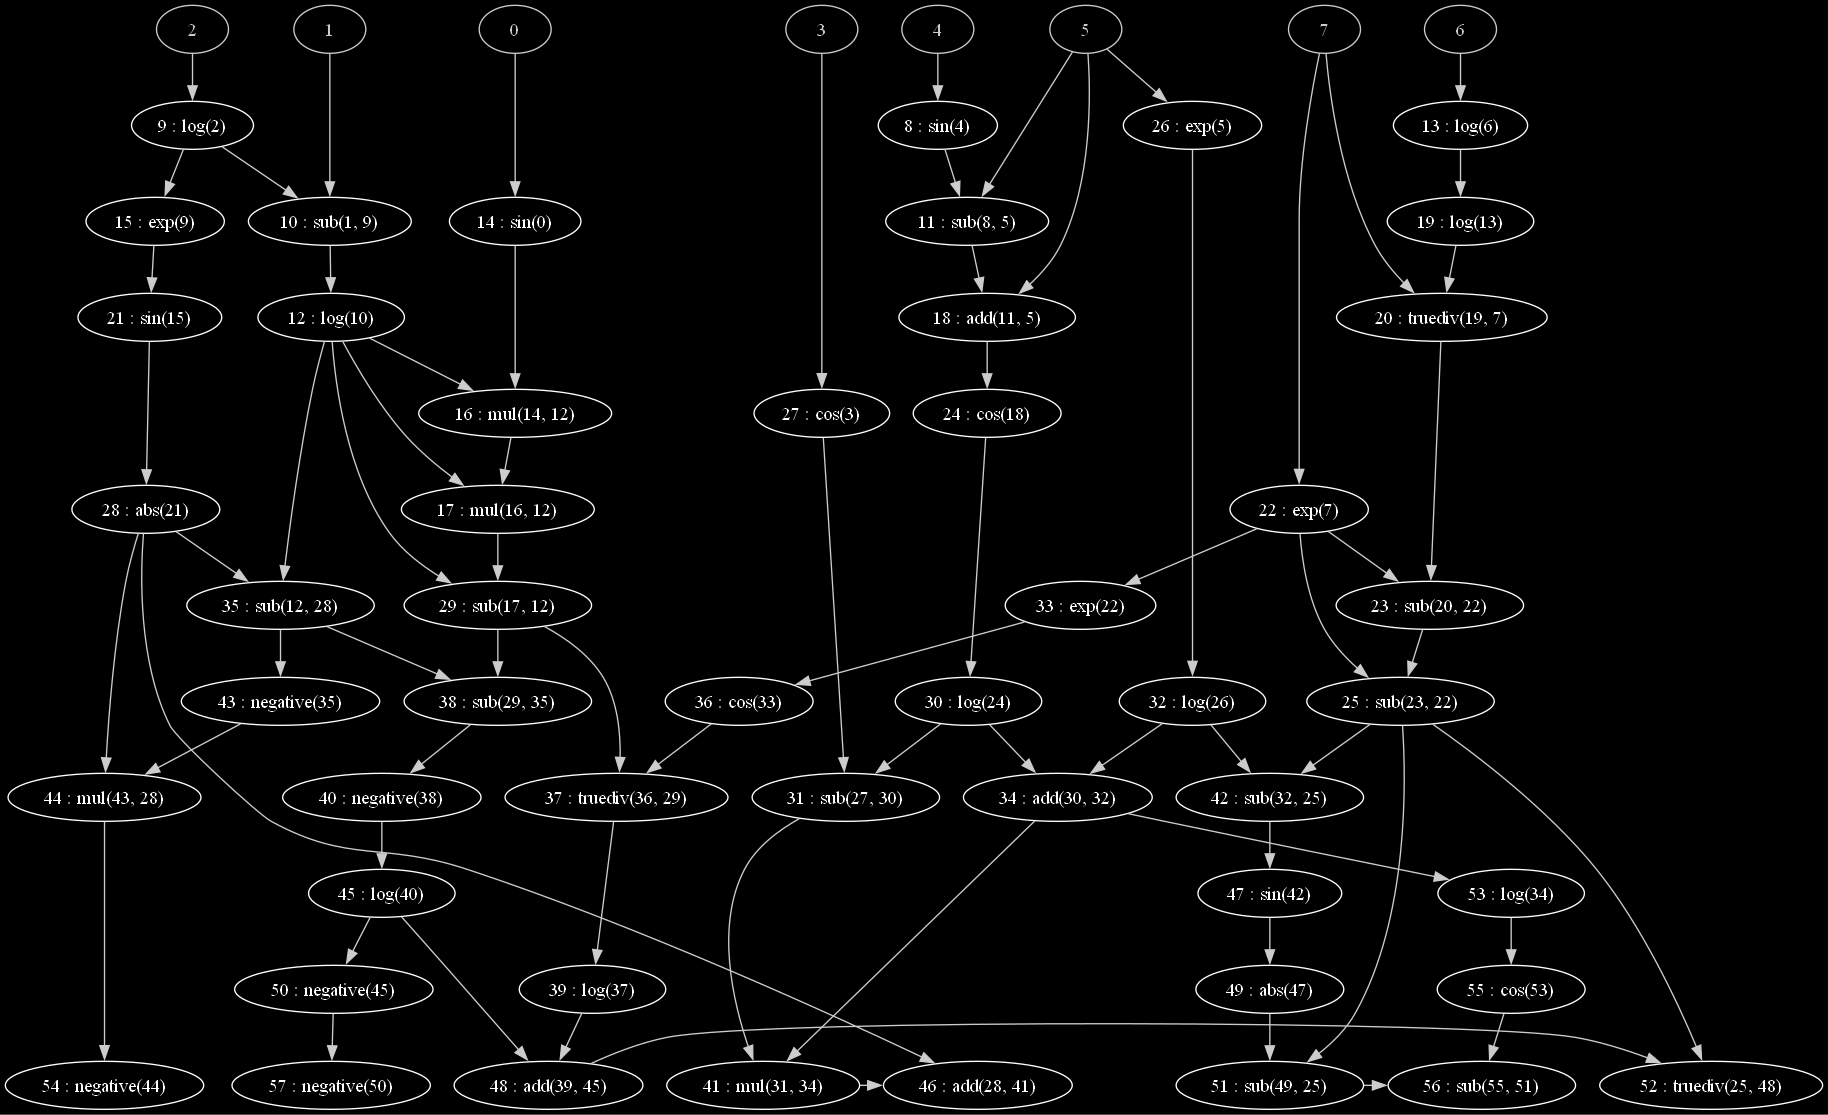 2
1
0
3
4
5
7
6
9 : log(2)
8 : sin(4)
26 : exp(5)
13 : log(6)
15 : exp(9)
10 : sub(1, 9)
14 : sin(0)
11 : sub(8, 5)
19 : log(13)
21 : sin(15)
12 : log(10)
18 : add(11, 5)
20 : truediv(19, 7)
16 : mul(14, 12)
27 : cos(3)
24 : cos(18)
28 : abs(21)
17 : mul(16, 12)
22 : exp(7)
35 : sub(12, 28)
29 : sub(17, 12)
33 : exp(22)
23 : sub(20, 22)
43 : negative(35)
38 : sub(29, 35)
36 : cos(33)
30 : log(24)
32 : log(26)
25 : sub(23, 22)
44 : mul(43, 28)
40 : negative(38)
37 : truediv(36, 29)
31 : sub(27, 30)
34 : add(30, 32)
42 : sub(32, 25)
45 : log(40)
47 : sin(42)
53 : log(34)
50 : negative(45)
39 : log(37)
49 : abs(47)
55 : cos(53)
54 : negative(44)
57 : negative(50)
48 : add(39, 45)
41 : mul(31, 34)
46 : add(28, 41)
51 : sub(49, 25)
56 : sub(55, 51)
52 : truediv(25, 48)